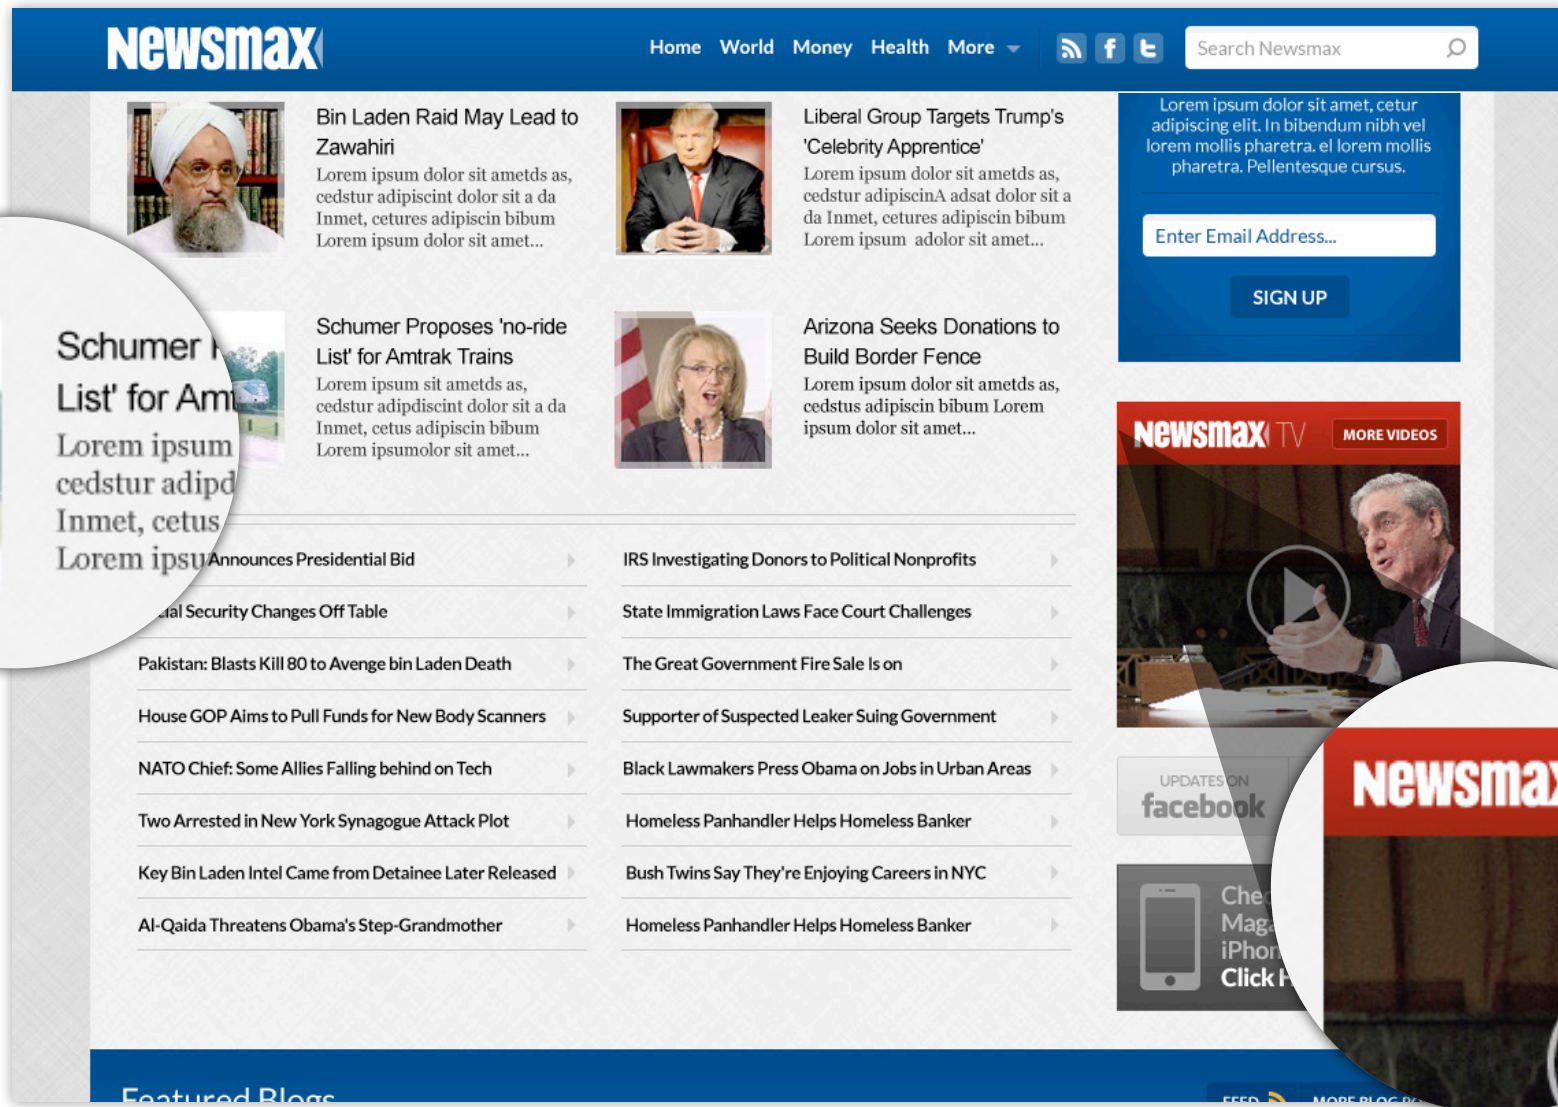 Newsmax
Home World Money Health More
Search Newsmax
Bin Laden Raid May Lead to
Zawahiri
Lorem ipsum dolor sit ametds as,
cedstur adipiscint dolor sit a da
Inmet, cetures adipiscin bibum
Lorem ipsum dolor sit amet...
Liberal Group Targets Trump's
'Celebrity Apprentice'
Lorem ipsum dolor sit ametds as,
cedstur adipiscinA adsat dolor sit a
da Inmet, cetures adipiscin bibum
Lorem ipsum adolor sit amet...
Schumer Proposes 'no-ride
List' for Amtrak Trains
Lorem ipsum sit ametds as,
cedstur adipdiscint dolor sit a da
Inmet, cetus adipiscin bibum
Lorem ipsumolor sit amet...
Arizona Seeks Donations to
Build Border Fence
Lorem ipsum dolor sit ametds as,
cedstus adipiscin bibum Lorem
ipsum dolor sit amet...
Schumer
List' for Amt
Lorem ipsum
cedstur adipd
Inmet, cetus
Lorem ipsu
Announces Presidential Bid
ial Security Changes Off Table
Pakistan: Blasts Kill 80 to Avenge bin Laden Death
House GOP Aims to Pull Funds for New Body Scanners
NATO Chief: Some Allies Falling behind on Tech
Two Arrested in New York Synagogue Attack Plot
Key Bin Laden Intel Came from Detainee Later Released
Al-Qaida Threatens Obama's Step-Grandmother
IRS Investigating Donors to Political Nonprofits
State Immigration Laws Face Court Challenges
The Great Government Fire Sale Is on
Supporter of Suspected Leaker Suing Government
Black Lawmakers Press Obama on Jobs in Urban Areas
Homeless Panhandler Helps Homeless Banker
Bush Twins Say They're Enjoying Careers in NYC
Homeless Panhandler Helps Homeless Banker
Lorem ipsum dolor sit amet, cetur
adipiscing elit. In bibendum nibh vel
lorem mollis pharetra. el lorem mollis
pharetra. Pellentesque cursus.
Enter Email Address...
SIGN UP
Newsmax TV MORE VIDEOS
UPDATES ON
facebook
Chec
Maga
iPhon
Click H
Newsmax
Featured Blogs
FEED MORE BLOG